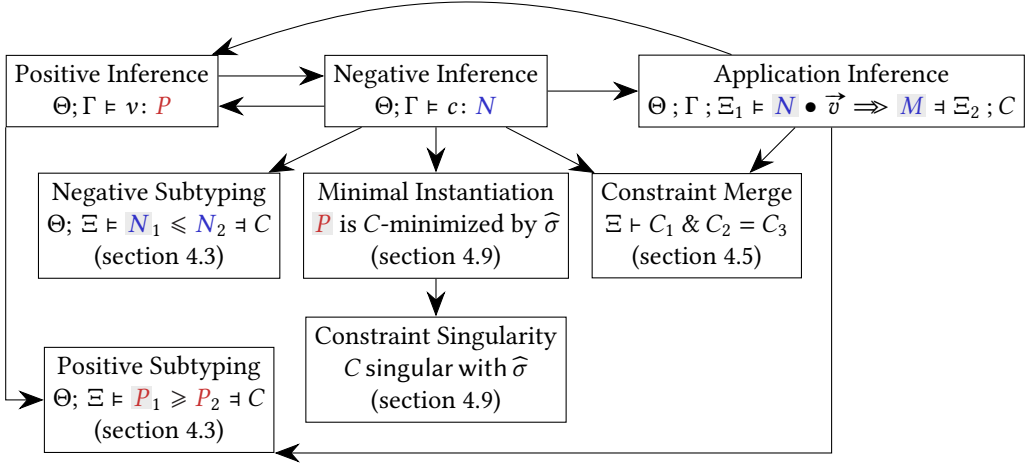 Positive Inference
Θ; Γ ⊨ v: P
Negative Inference
Θ; Γ ⊨ c: N
Application Inference
Θ ; Γ ; Ξ₁ ⊨ N • v⃗ ⟹ M ⫤ Ξ₂ ; C
Negative Subtyping
Θ; Ξ ⊨ N₁ ⩽ N₂ ⫤ C
(section 4.3)
Minimal Instantiation
P is C-minimized by σ̂
(section 4.9)
Constraint Merge
Ξ ⊢ C₁ & C₂ = C₃
(section 4.5)
Constraint Singularity
C singular with σ̂
(section 4.9)
Positive Subtyping
Θ; Ξ ⊨ P₁ ⩾ P₂ ⫤ C
(section 4.3)